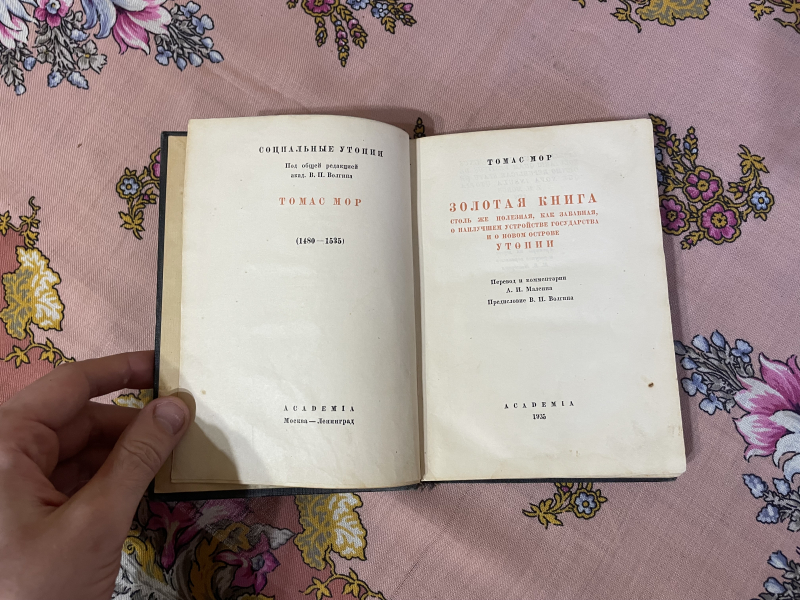 СОЦИАЛЬНЫЕ УТОПИИ
Под общей редакцией
акад. В. П. Волгина
ТОМАС МОР
(1480—1535)
ACADEMIA
Москва—Ленинград
ТОМАС МОР
ЗОЛОТАЯ КНИГА
СТОЛЬ ЖЕ ПОЛЕЗНАЯ, КАК ЗАБАВНАЯ,
О НАИЛУЧШЕМ УСТРОЙСТВЕ ГОСУДАРСТВА
И О НОВОМ ОСТРОВЕ
УТОПИИ
Перевод и комментарии
А. И. Малеина
Предисловие В. П. Волгина
ACADEMIA
1935